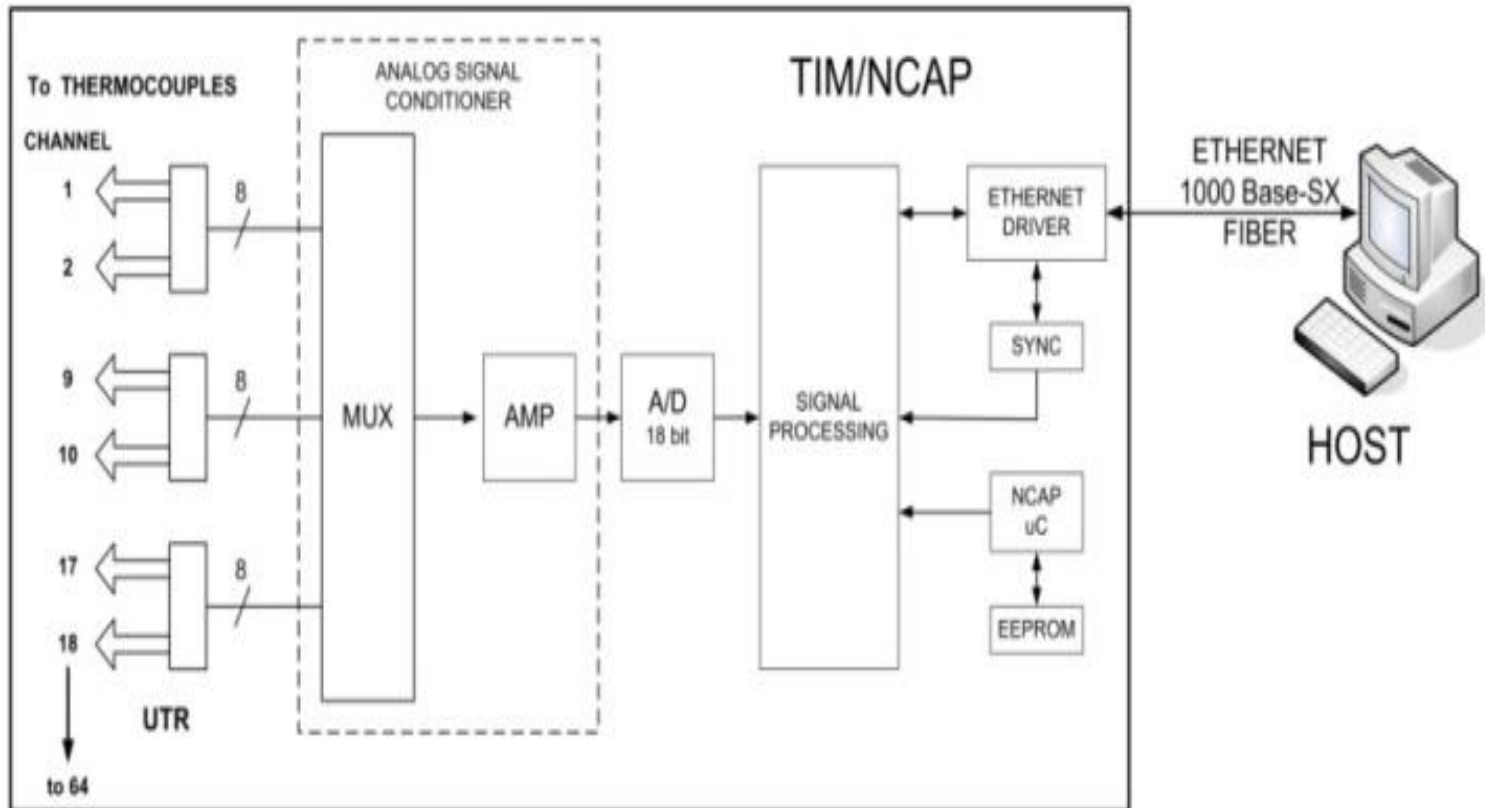 To THERMOCOUPLES
CHANNEL
1
2
8
9
10
8
17
18
8
UTR
to 64
ANALOG SIGNAL
CONDITIONER
MUX
AMP
A/D
18 bit
TIM/NCAP
SIGNAL
PROCESSING
ETHERNET
DRIVER
SYNC
NCAP
uC
EEPROM
ETHERNET
1000 Base-SX
FIBER
HOST